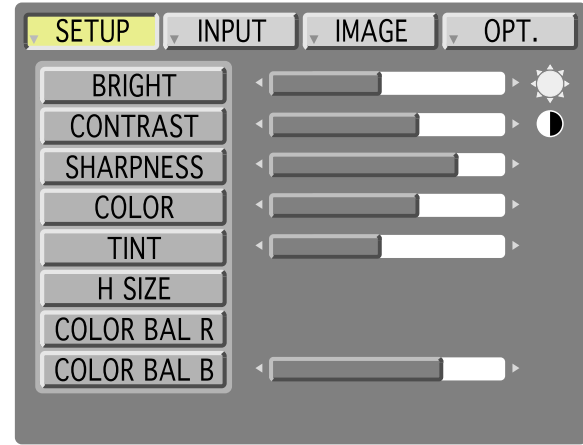 SETUP INPUT IMAGE OPT.
BRIGHT
CONTRAST
SHARPNESS
COLOR
TINT
H SIZE
COLOR BAL R
COLOR BAL B